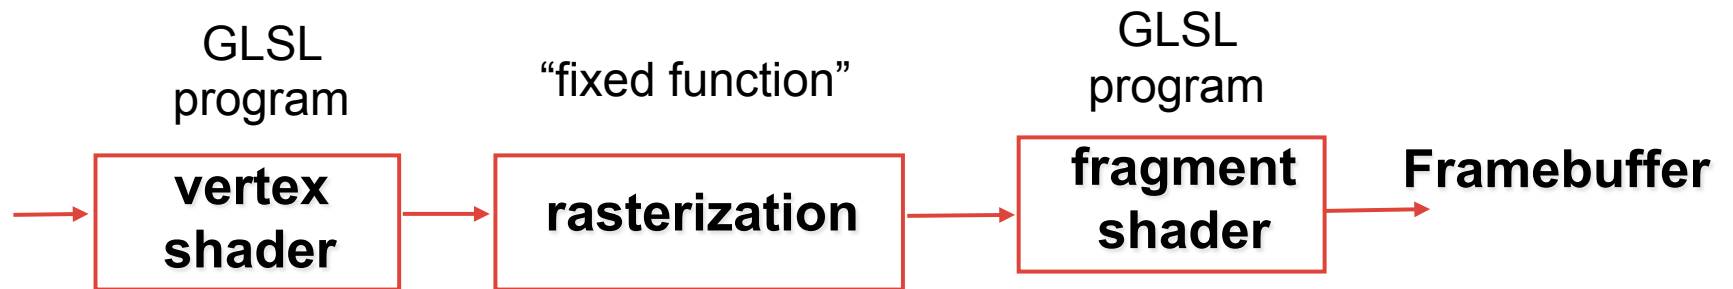 GLSL
program
“fixed function”
GLSL
program
vertex
shader
rasterization
fragment
shader
Framebuffer